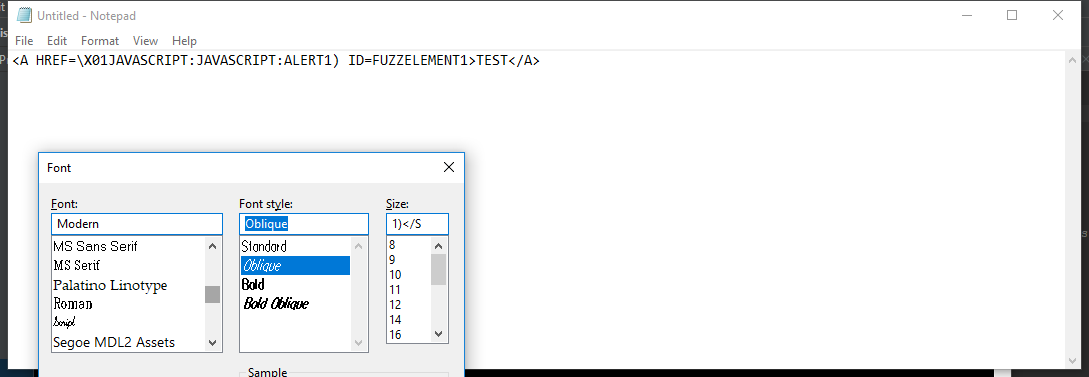 Untitled - Notepad
File Edit Format View Help
<A HREF=\X01JAVASCRIPT:JAVASCRIPT:ALERT1) ID=FUZZELEMENT1>TEST</A>
Font
Font: Font style: Size:
Modern Oblique 1)</S
MS Sans Serif Standard 8
MS Serif Oblique 9
Palatino Linotype Bold 10
Roman Bold Oblique 11
Script 12
Segoe MDL2 Assets 14
16
Sample